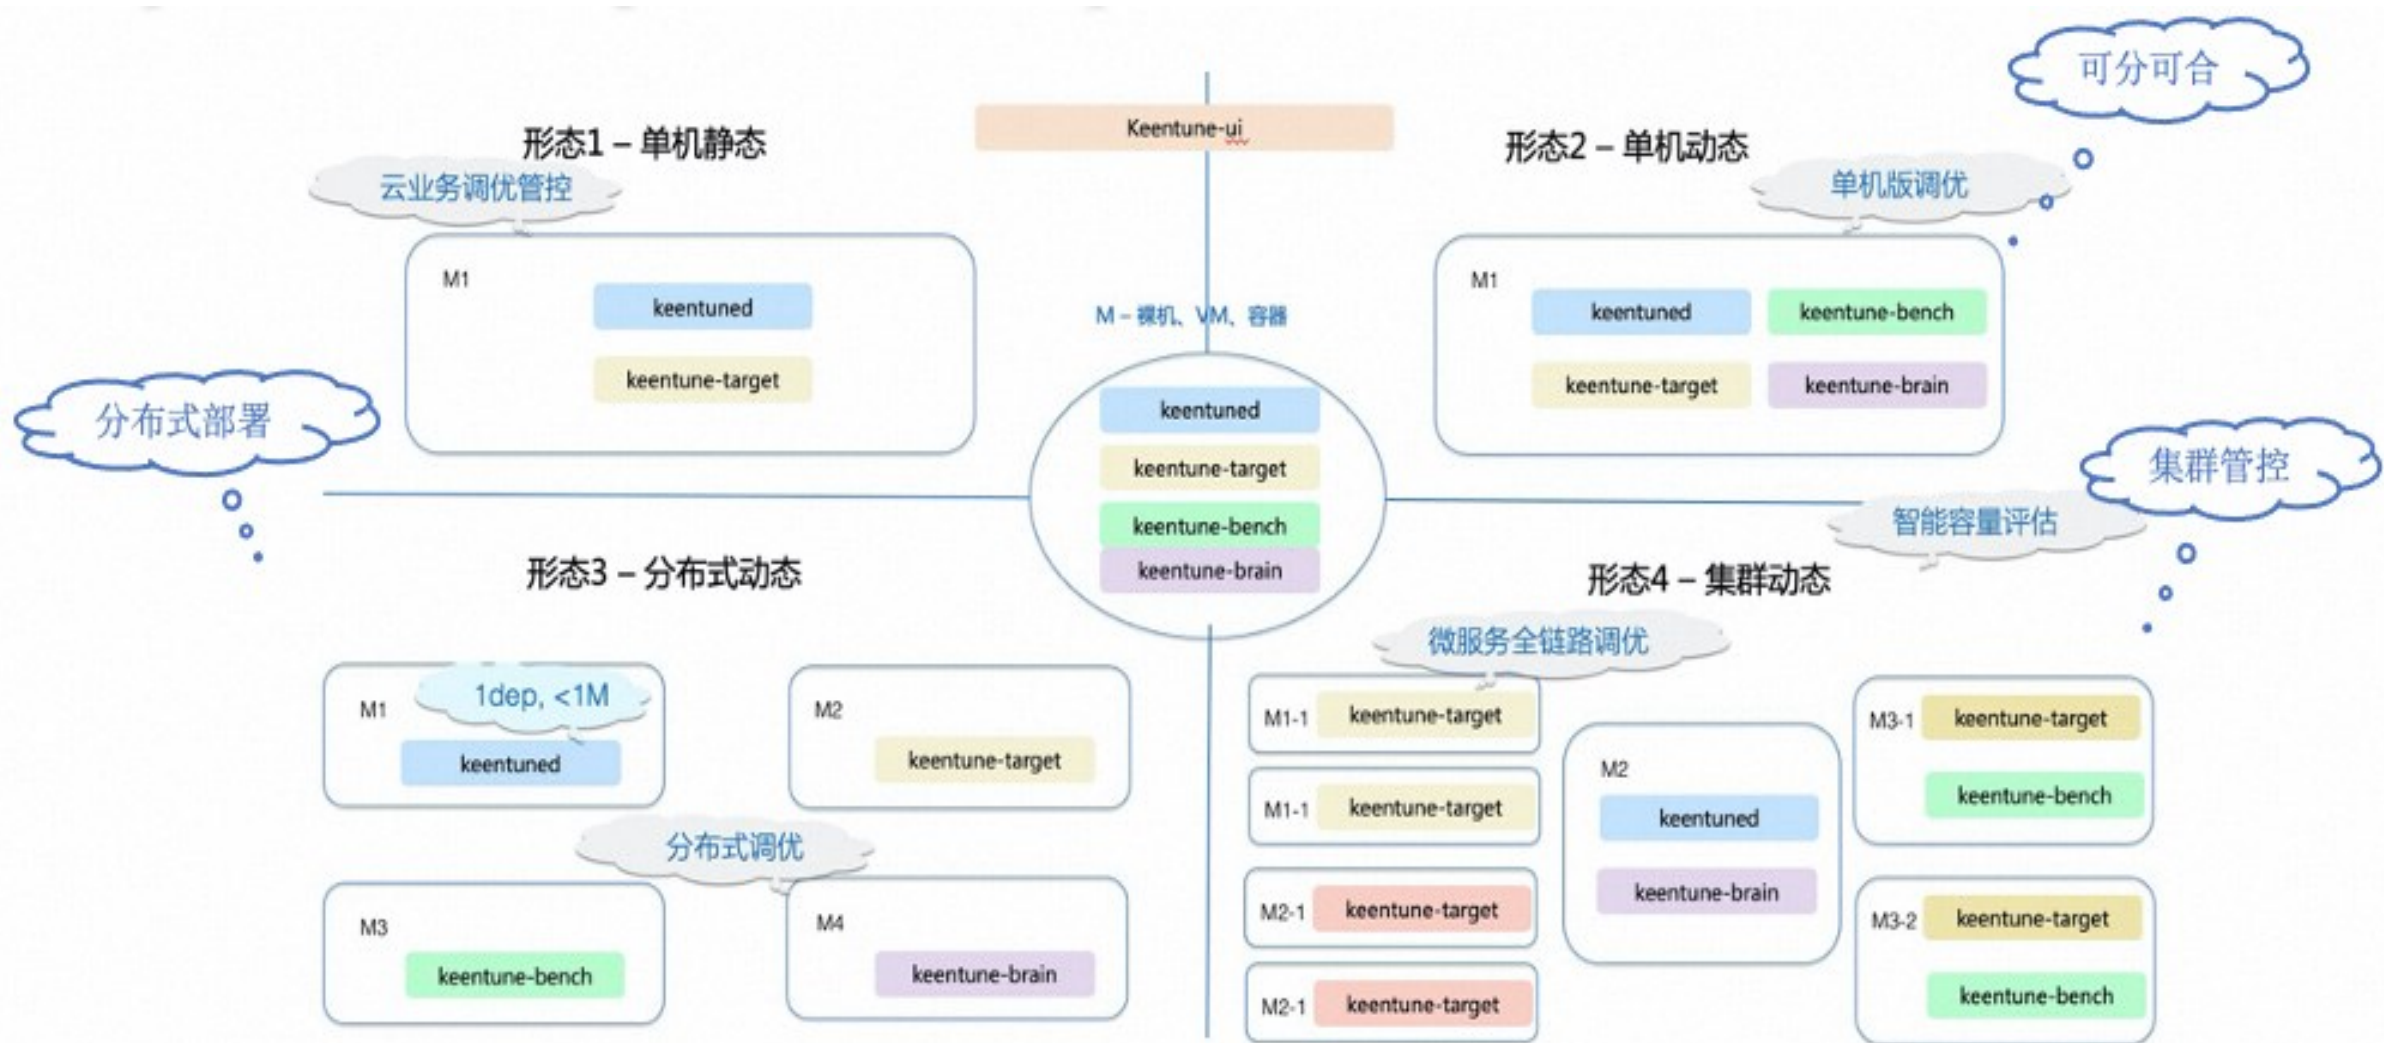 可分可合
Keentune-ui
形态1 – 单机静态
形态2 – 单机动态
云业务调优管控
单机版调优
M1
keentuned
keentune-target
M – 裸机、VM、容器
M1
keentuned
keentune-bench
keentune-target
keentune-brain
分布式部署
keentuned
keentune-target
keentune-bench
keentune-brain
集群管控
智能容量评估
形态3 – 分布式动态
形态4 – 集群动态
微服务全链路调优
M1
1dep, <1M
keentuned
M2
keentune-target
分布式调优
M3
keentune-bench
M4
keentune-brain
M1-1
keentune-target
M1-1
keentune-target
M2-1
keentune-target
M2-1
keentune-target
M2
keentuned
keentune-brain
M3-1
keentune-target
keentune-bench
M3-2
keentune-target
keentune-bench